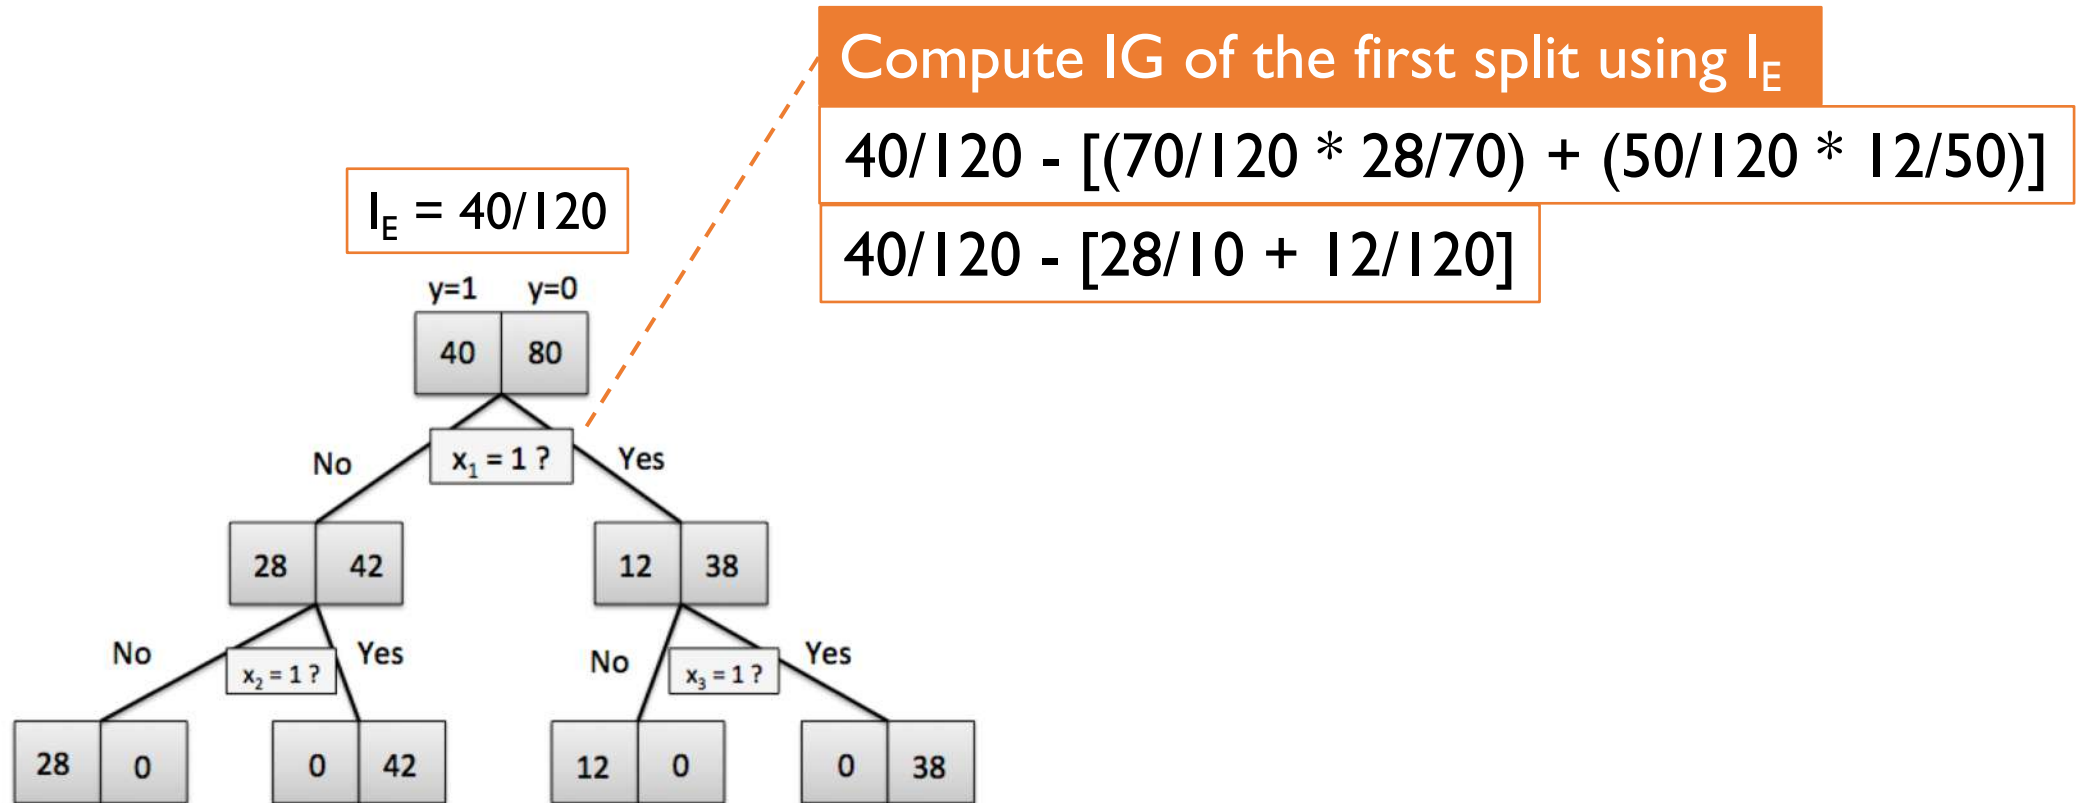 Compute IG of the first split using IE
40/120 - [(70/120 * 28/70) + (50/120 * 12/50)]
IE = 40/120
40/120 - [28/10 + 12/120]
y=1 y=0
40 80
No x1 = 1 ? Yes
28 42 12 38
No x2 = 1 ? Yes No x3 = 1 ? Yes
28 0 0 42 12 0 0 38